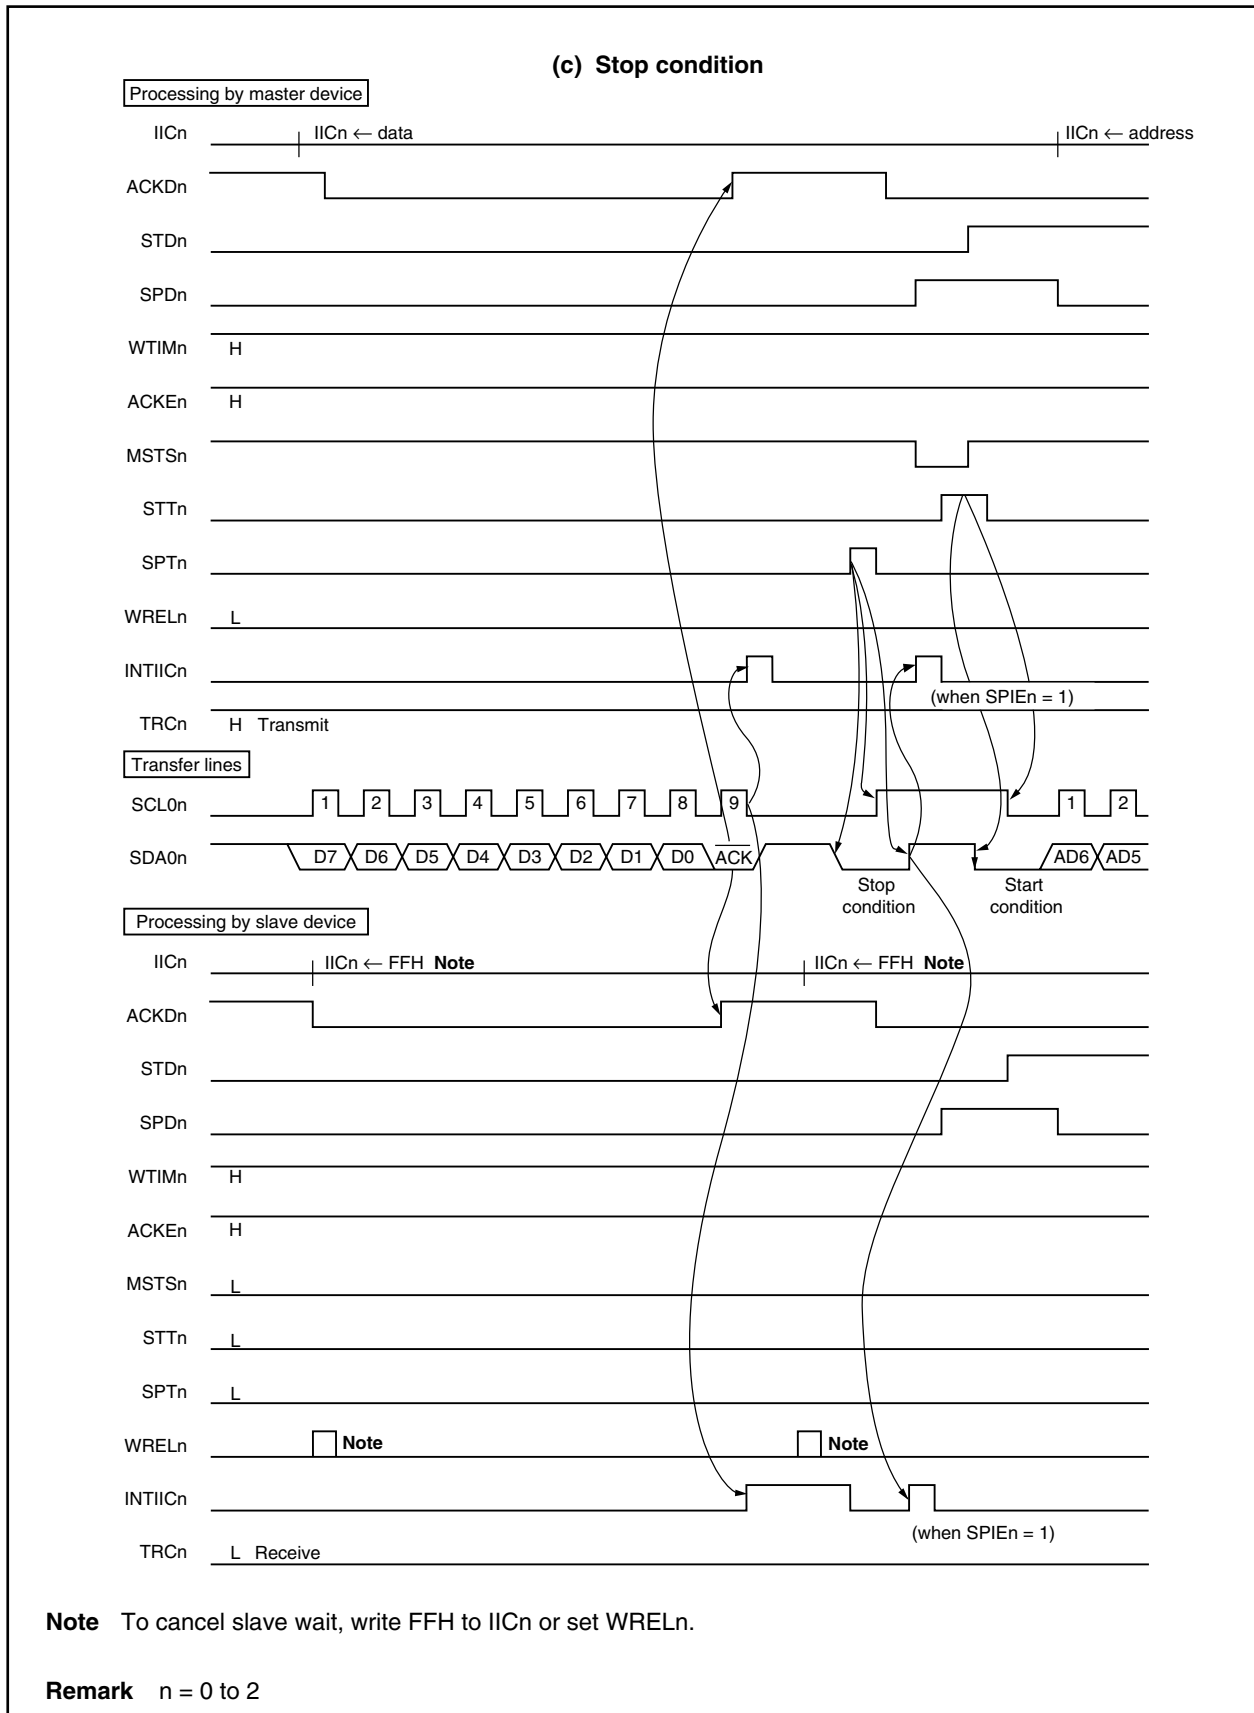 (c) Stop condition
Processing by master device
IICn IICn ← data IICn ← address
ACKDn
STDn
SPDn
WTIMn H
ACKEn H
MSTSn
STTn
SPTn
WRELn L
INTIICn
(when SPIEn = 1)
TRCn H Transmit
Transfer lines
SCL0n 1 2 3 4 5 6 7 8 9 1 2
SDA0n D7 D6 D5 D4 D3 D2 D1 D0 ACK AD6 AD5
Stop condition
Start condition
Processing by slave device
IICn IICn ← FFH Note IICn ← FFH Note
ACKDn
STDn
SPDn
WTIMn H
ACKEn H
MSTSn L
STTn L
SPTn L
WRELn Note Note
INTIICn
(when SPIEn = 1)
TRCn L Receive
Note To cancel slave wait, write FFH to IICn or set WRELn.
Remark n = 0 to 2